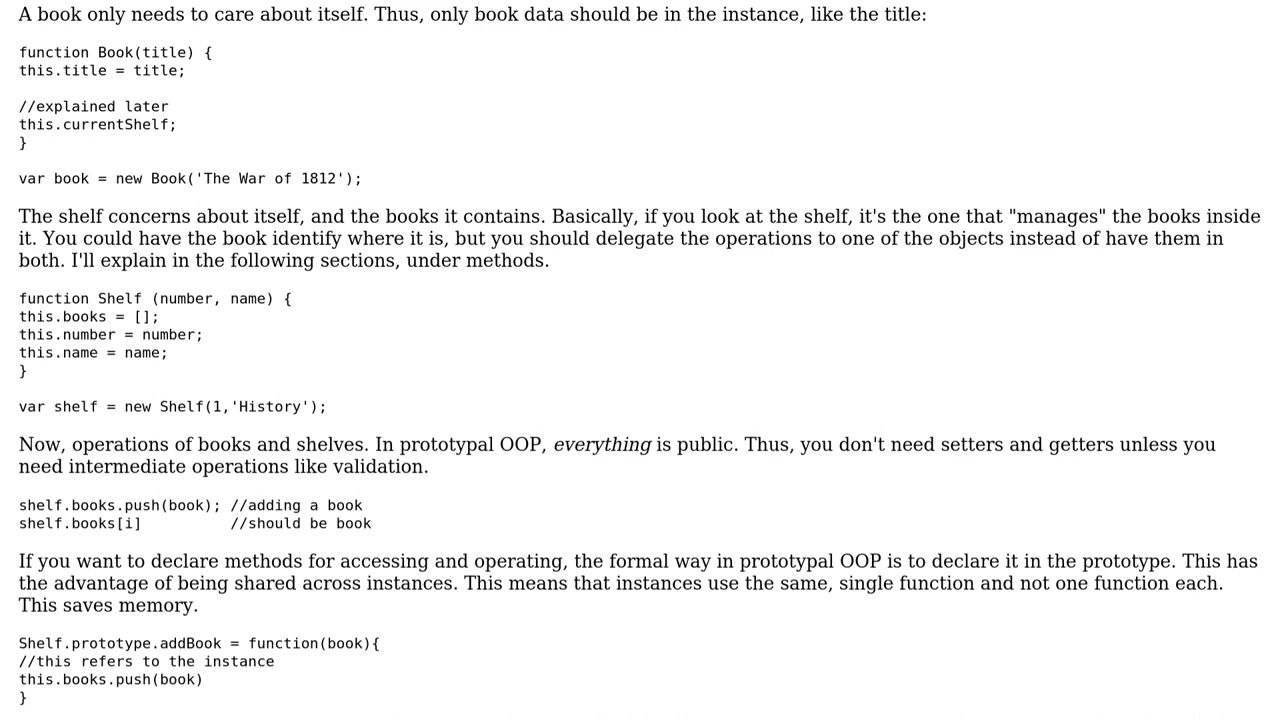 A book only needs to care about itself. Thus, only book data should be in the instance, like the title:
function Book(title) {
this.title = title;
//explained later
this.currentShelf;
}
var book = new Book('The War of 1812');
The shelf concerns about itself, and the books it contains. Basically, if you look at the shelf, it's the one that "manages" the books inside
it. You could have the book identify where it is, but you should delegate the operations to one of the objects instead of have them in
both. I'll explain in the following sections, under methods.
function Shelf (number, name) {
this.books = [];
this.number = number;
this.name = name;
}
var shelf = new Shelf(1,'History');
Now, operations of books and shelves. In prototypal OOP, everything is public. Thus, you don't need setters and getters unless you
need intermediate operations like validation.
shelf.books.push(book); //adding a book
shelf.books[i]          //should be book
If you want to declare methods for accessing and operating, the formal way in prototypal OOP is to declare it in the prototype. This has
the advantage of being shared across instances. This means that instances use the same, single function and not one function each.
This saves memory.
Shelf.prototype.addBook = function(book){
//this refers to the instance
this.books.push(book)
}